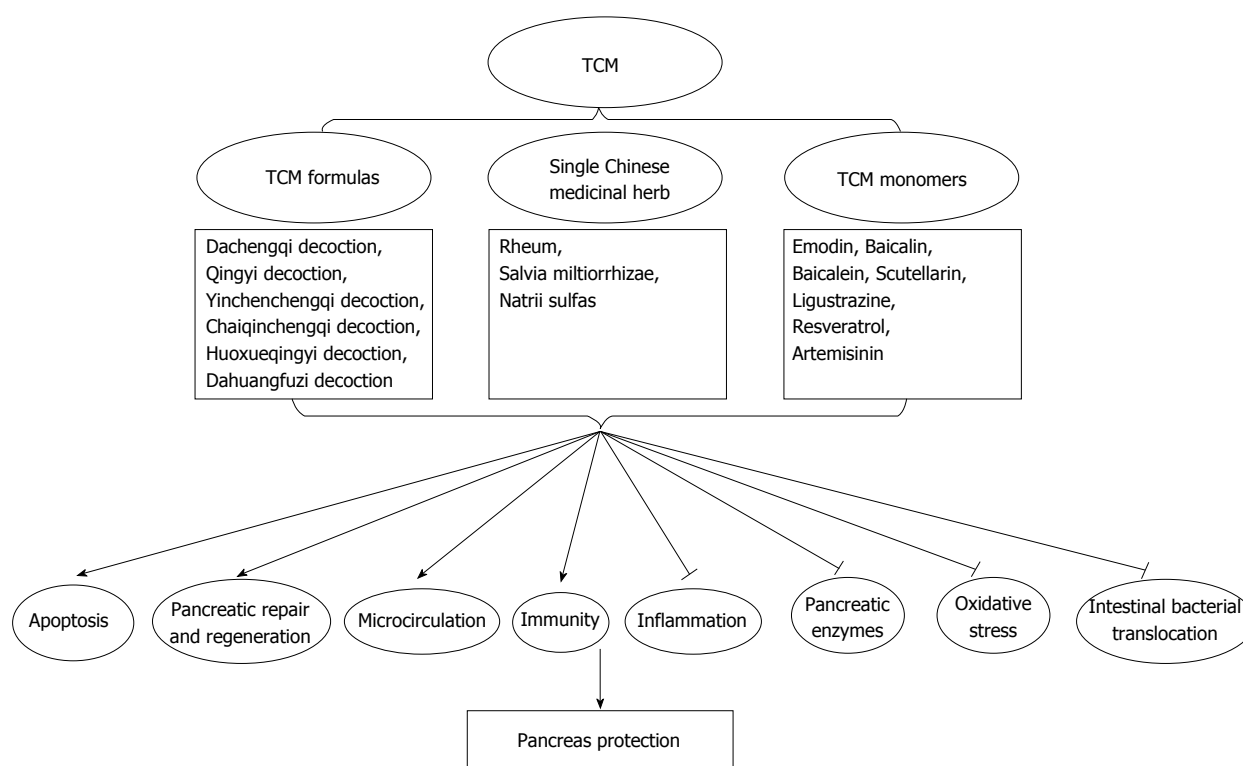 TCM
TCM formulas
Single Chinese
medicinal herb
TCM monomers
Dachengqi decoction,
Qingyi decoction,
Yinchenchengqi decoction,
Chaiqinchengqi decoction,
Huoxueqingyi decoction,
Dahuangfuzi decoction
Rheum,
Salvia miltiorrhizae,
Natrii sulfas
Emodin, Baicalin,
Baicalein, Scutellarin,
Ligustrazine,
Resveratrol,
Artemisinin
Apoptosis
Pancreatic repair
and regeneration
Microcirculation
Immunity
Inflammation
Pancreatic
enzymes
Oxidative
stress
Intestinal bacterial
translocation
Pancreas protection